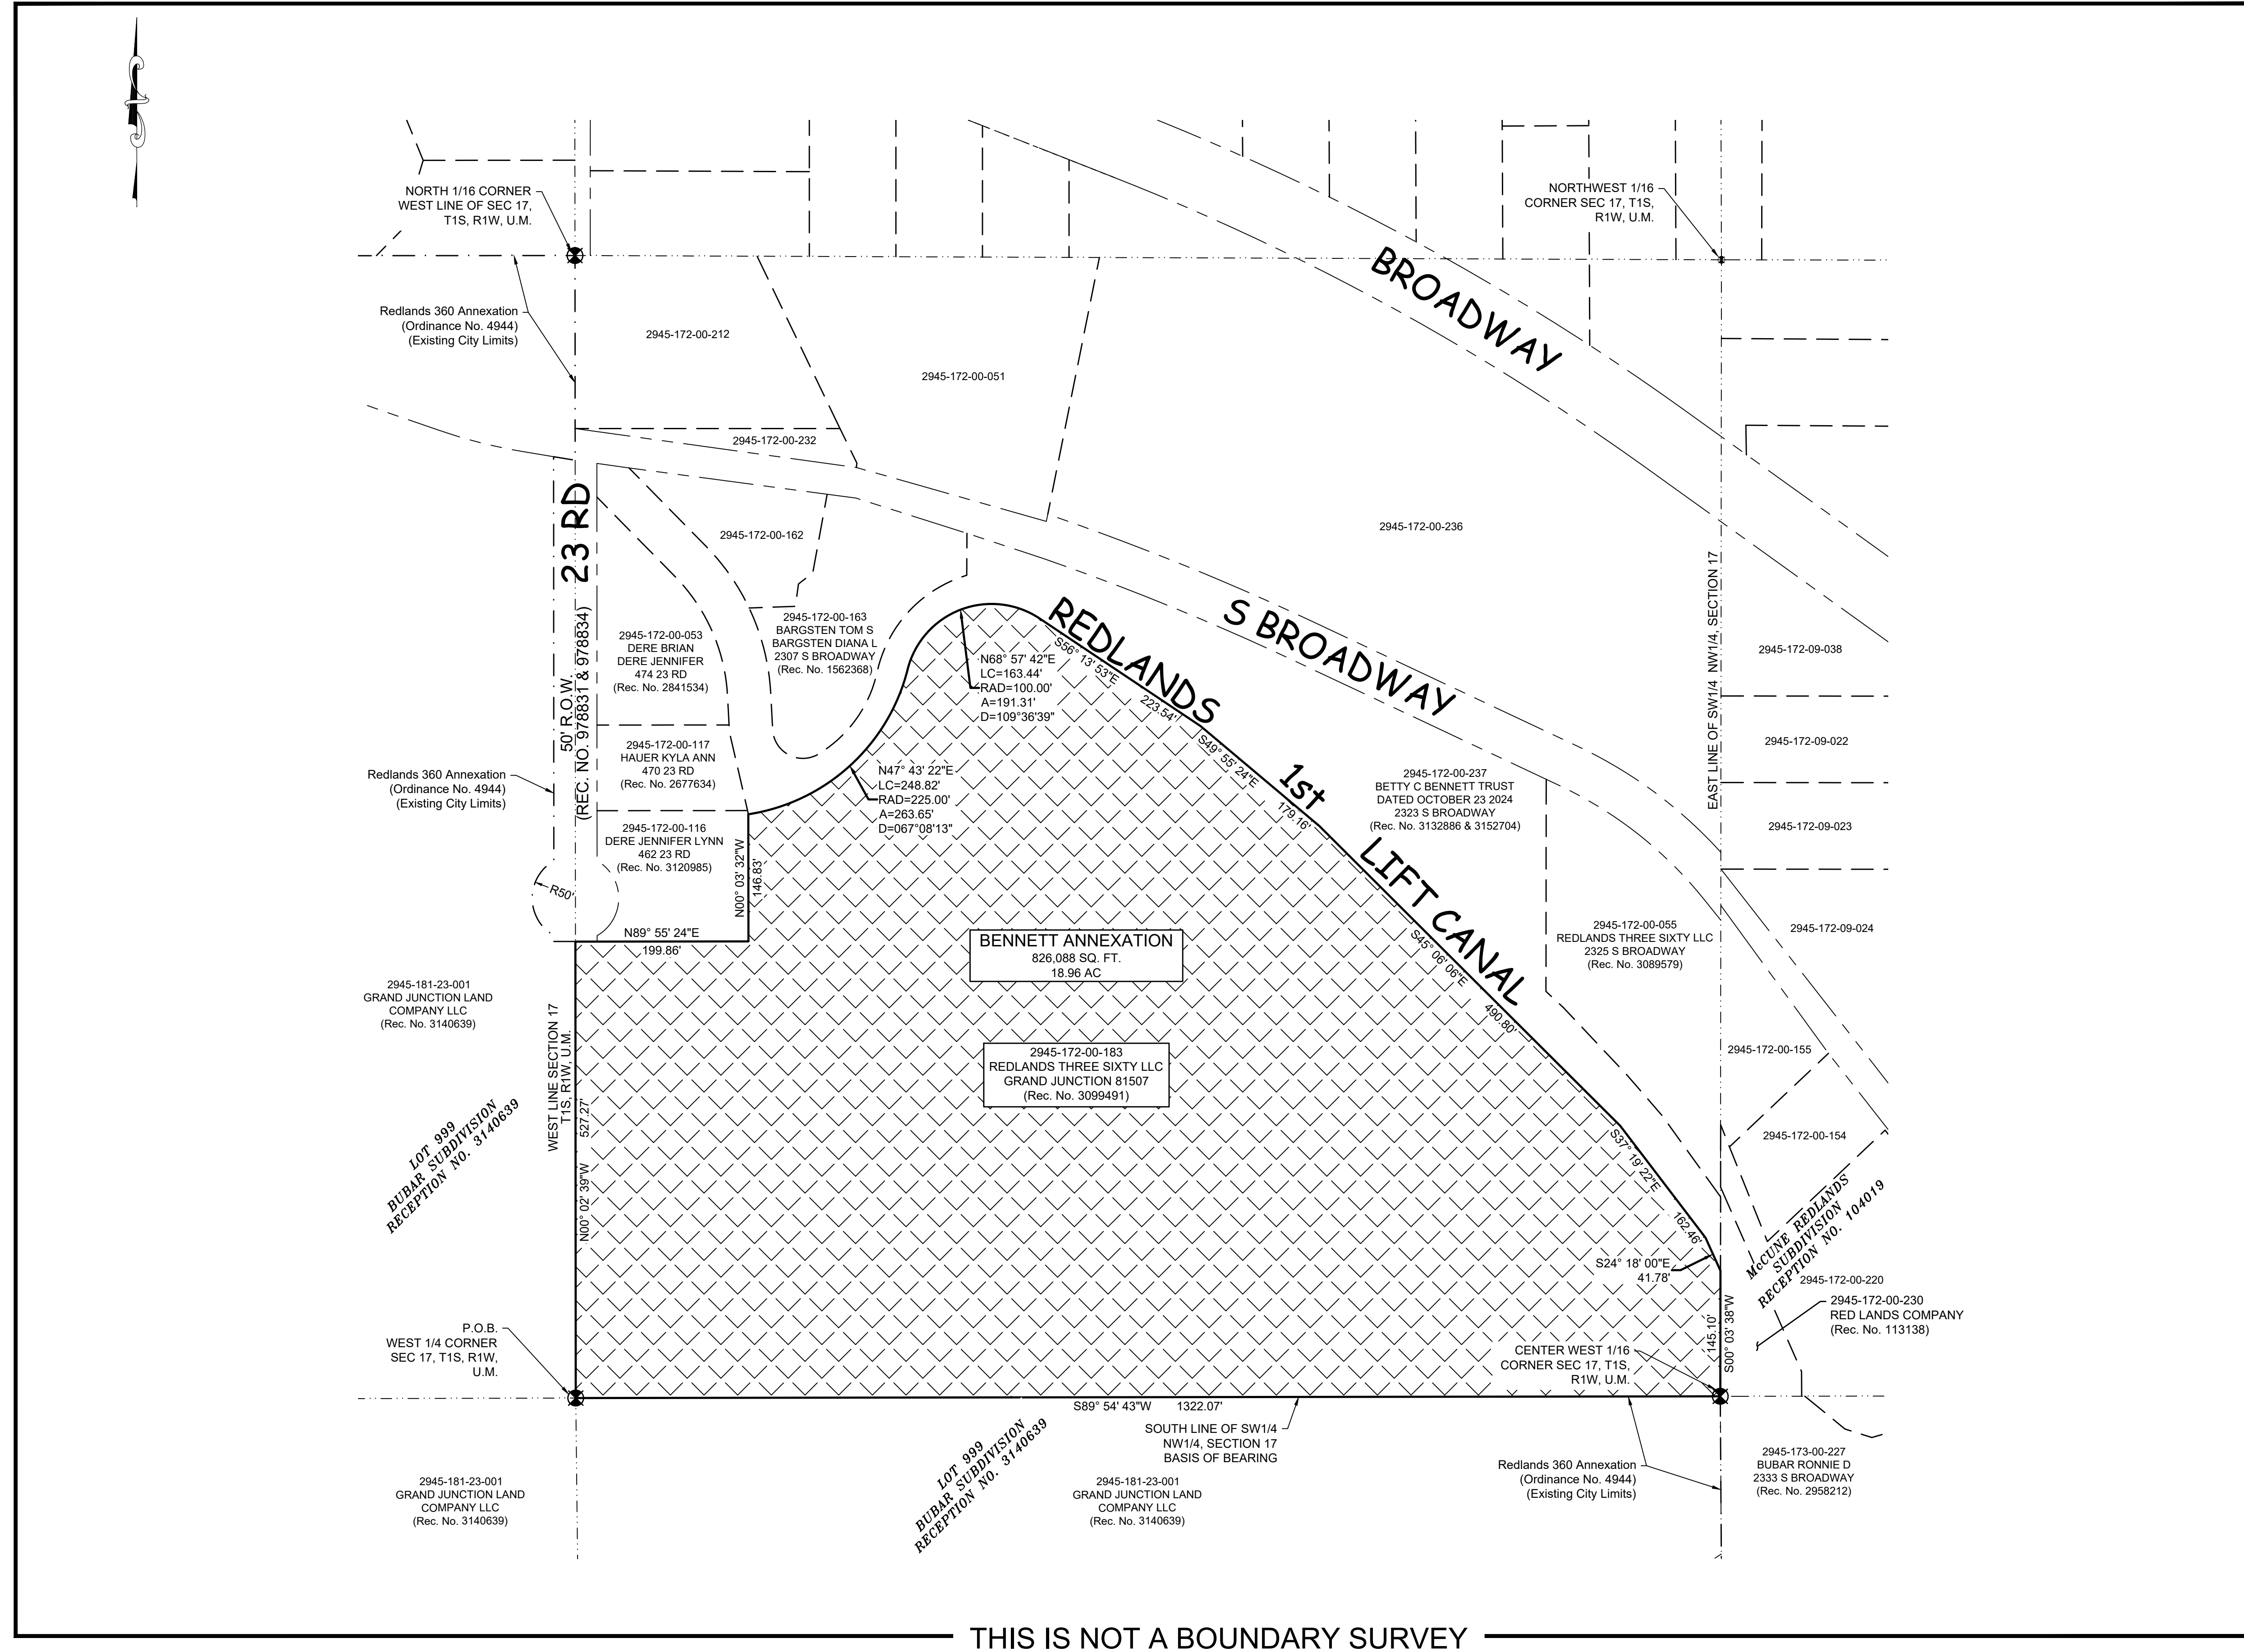 NORTH 1/16 CORNER
WEST LINE OF SEC 17,
T1S, R1W, U.M.
NORTHWEST 1/16
CORNER SEC 17, T1S,
R1W, U.M.
BROADWAY
Redlands 360 Annexation
(Ordinance No. 4944)
(Existing City Limits)
2945-172-00-212
2945-172-00-051
2945-172-00-232
2945-172-00-236
2945-172-00-162
23 RD
50' R.O.W.
(REC. NO. 978831 & 978834)
2945-172-00-053
DERE BRIAN
DERE JENNIFER
474 23 RD
(Rec. No. 2841534)
2945-172-00-163
BARGSTEN TOM S
BARGSTEN DIANA L
2307 S BROADWAY
(Rec. No. 1562368)
N68° 57' 42"E
LC=163.44'
RAD=100.00'
A=191.31'
D=109°36'39"
REDLANDS
1st
LIFT CANAL
S BROADWAY
S56° 13' 53"E
223.54'
S49° 55' 24"E
179.16'
EAST LINE OF SW1/4 NW1/4, SECTION 17
2945-172-09-038
2945-172-09-022
2945-172-09-023
2945-172-09-024
2945-172-00-117
HAUER KYLA ANN
470 23 RD
(Rec. No. 2677634)
Redlands 360 Annexation
(Ordinance No. 4944)
(Existing City Limits)
N47° 43' 22"E
LC=248.82'
RAD=225.00'
A=263.65'
D=067°08'13"
2945-172-00-237
BETTY C BENNETT TRUST
DATED OCTOBER 23 2024
2323 S BROADWAY
(Rec. No. 3132886 & 3152704)
2945-172-00-116
DERE JENNIFER LYNN
462 23 RD
(Rec. No. 3120985)
N00° 03' 32"W
146.83'
R50'
N89° 55' 24"E
199.86'
BENNETT ANNEXATION
826,088 SQ. FT.
18.96 AC
S45° 06' 06"E
490.80'
2945-172-00-055
REDLANDS THREE SIXTY LLC
2325 S BROADWAY
(Rec. No. 3089579)
2945-181-23-001
GRAND JUNCTION LAND
COMPANY LLC
(Rec. No. 3140639)
WEST LINE SECTION 17
T1S, R1W, U.M.
527.27'
N00° 02' 39"W
2945-172-00-183
REDLANDS THREE SIXTY LLC
GRAND JUNCTION 81507
(Rec. No. 3099491)
2945-172-00-155
2945-172-00-154
LOT 999
BUBAR SUBDIVISION
RECEPTION NO. 3140639
S37° 19' 22"E
162.46'
S24° 18' 00"E
41.78'
McCUNE REDLANDS
SUBDIVISION
RECEPTION NO. 104019
2945-172-00-220
2945-172-00-230
RED LANDS COMPANY
(Rec. No. 113138)
145.10'
S00° 03' 38"W
P.O.B.
WEST 1/4 CORNER
SEC 17, T1S, R1W,
U.M.
CENTER WEST 1/16
CORNER SEC 17, T1S,
R1W, U.M.
S89° 54' 43"W 1322.07'
SOUTH LINE OF SW1/4
NW1/4, SECTION 17
BASIS OF BEARING
LOT 999
BUBAR SUBDIVISION
RECEPTION NO. 3140639
Redlands 360 Annexation
(Ordinance No. 4944)
(Existing City Limits)
2945-173-00-227
BUBAR RONNIE D
2333 S BROADWAY
(Rec. No. 2958212)
2945-181-23-001
GRAND JUNCTION LAND
COMPANY LLC
(Rec. No. 3140639)
2945-181-23-001
GRAND JUNCTION LAND
COMPANY LLC
(Rec. No. 3140639)
THIS IS NOT A BOUNDARY SURVEY